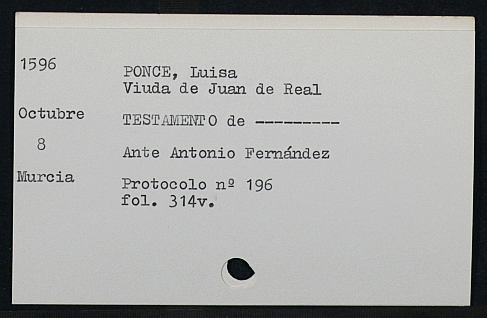 1596
PONCE, Luisa
Viuda de Juan de Real
Octubre
TESTAMENTO de ---------
8
Ante Antonio Fernández
Murcia
Protocolo nº 196
fol. 314v.